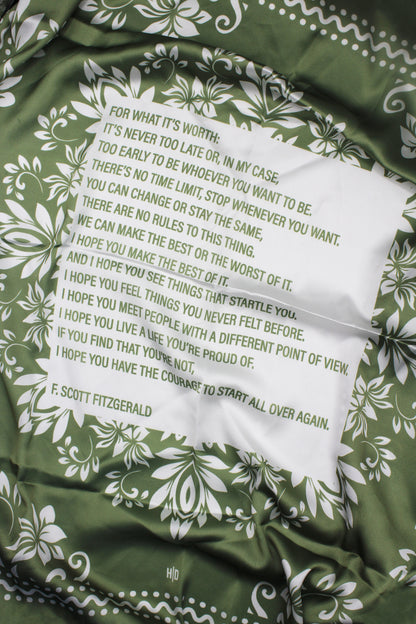 FOR WHAT IT'S WORTH:
IT'S NEVER TOO LATE OR, IN MY CASE,
TOO EARLY TO BE WHOEVER YOU WANT TO BE.
THERE'S NO TIME LIMIT, STOP WHENEVER YOU WANT.
YOU CAN CHANGE OR STAY THE SAME,
THERE ARE NO RULES TO THIS THING.
WE CAN MAKE THE BEST OR THE WORST OF IT.
I HOPE YOU MAKE THE BEST OF IT.
AND I HOPE YOU SEE THINGS THAT STARTLE YOU.
I HOPE YOU FEEL THINGS YOU NEVER FELT BEFORE.
I HOPE YOU MEET PEOPLE WITH A DIFFERENT POINT OF VIEW.
I HOPE YOU LIVE A LIFE YOU'RE PROUD OF.
IF YOU FIND THAT YOU'RE NOT,
I HOPE YOU HAVE THE COURAGE TO START ALL OVER AGAIN.
F. SCOTT FITZGERALD
H|D